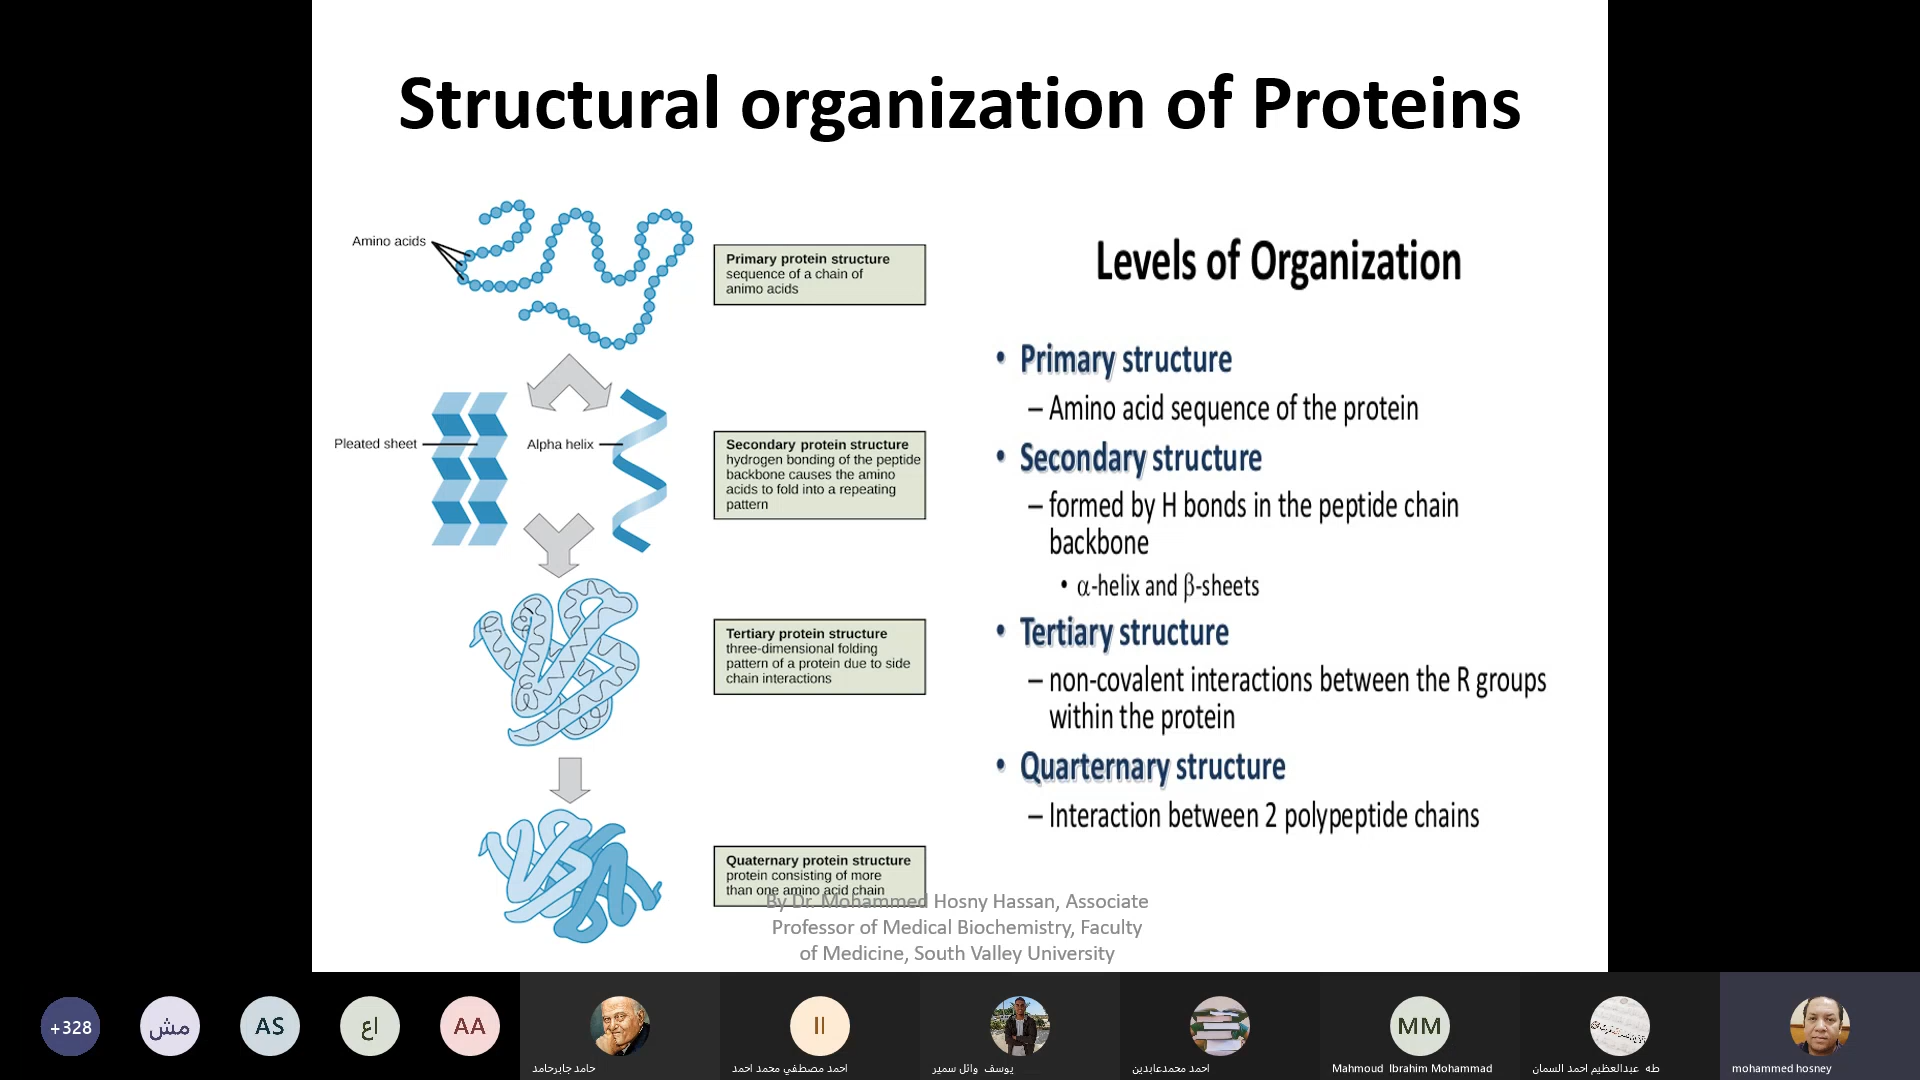 Structural organization of Proteins
Amino acids
Primary protein structure
sequence of a chain of
animo acids
Pleated sheet
Alpha helix
Secondary protein structure
hydrogen bonding of the peptide
backbone causes the amino
acids to fold into a repeating
pattern
Tertiary protein structure
three-dimensional folding
pattern of a protein due to side
chain interactions
Quaternary protein structure
protein consisting of more
than one amino acid chain
Levels of Organization
• Primary structure
– Amino acid sequence of the protein
• Secondary structure
– formed by H bonds in the peptide chain
backbone
• α-helix and β-sheets
• Tertiary structure
– non-covalent interactions between the R groups
within the protein
• Quarternary structure
– Interaction between 2 polypeptide chains
By Dr. Mohammed Hosny Hassan, Associate
Professor of Medical Biochemistry, Faculty
of Medicine, South Valley University
+328
مش
AS
اع
AA
حامد جابرحامد
اا
احمد مصطفي محمد احمد
يوسف وائل سمير
احمد محمدعابدين
MM
Mahmoud Ibrahim Mohammad
طه عبدالعظيم احمد السمان
mohammed hosney